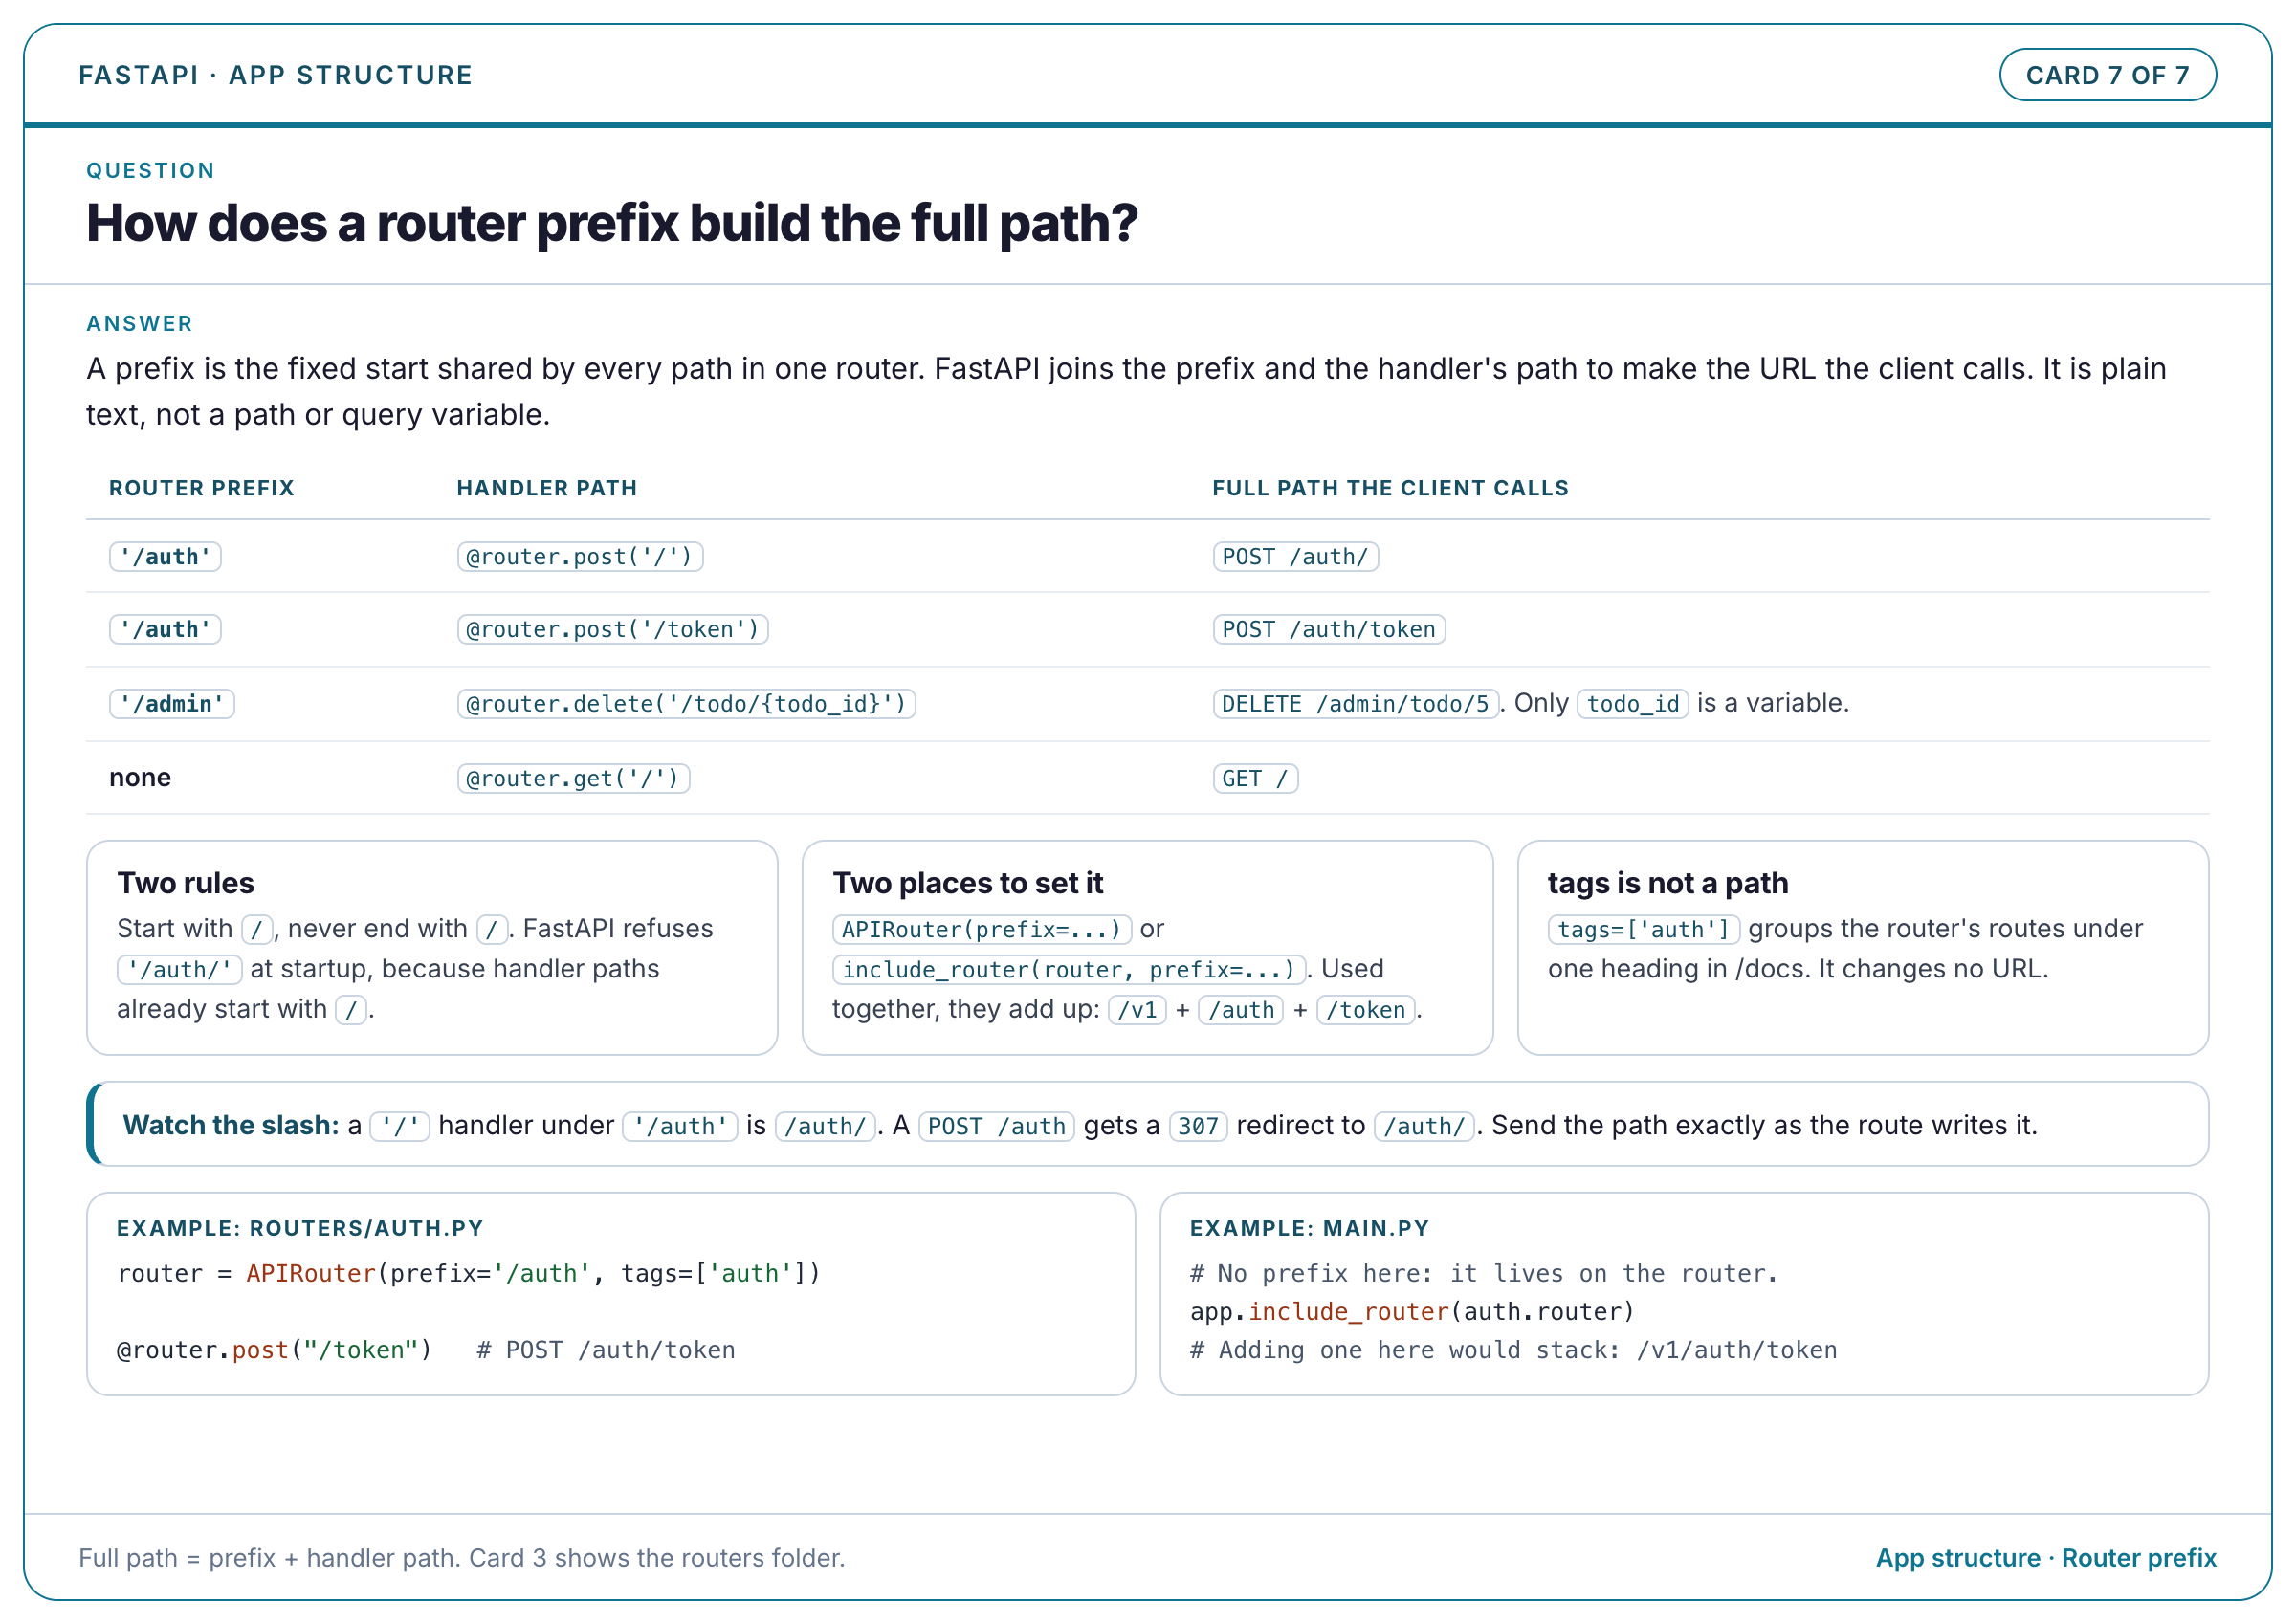 FASTAPI · APP STRUCTURE
CARD 7 OF 7
QUESTION
How does a router prefix build the full path?
ANSWER
A prefix is the fixed start shared by every path in one router. FastAPI joins the prefix and the handler's path to make the URL the client calls. It is plain
text, not a path or query variable.
ROUTER PREFIX HANDLER PATH FULL PATH THE CLIENT CALLS
'/auth' @router.post('/') POST /auth/
'/auth' @router.post('/token') POST /auth/token
'/admin' @router.delete('/todo/{todo_id}') DELETE /admin/todo/5. Only todo_id is a variable.
none @router.get('/') GET /
Two rules
Start with /, never end with /. FastAPI refuses
'/auth/' at startup, because handler paths
already start with /.
Two places to set it
APIRouter(prefix=...) or
include_router(router, prefix=...). Used
together, they add up: /v1 + /auth + /token.
tags is not a path
tags=['auth'] groups the router's routes under
one heading in /docs. It changes no URL.
Watch the slash: a '/' handler under '/auth' is /auth/. A POST /auth gets a 307 redirect to /auth/. Send the path exactly as the route writes it.
EXAMPLE: ROUTERS/AUTH.PY
router = APIRouter(prefix='/auth', tags=['auth'])
@router.post("/token")   # POST /auth/token
EXAMPLE: MAIN.PY
# No prefix here: it lives on the router.
app.include_router(auth.router)
# Adding one here would stack: /v1/auth/token
Full path = prefix + handler path. Card 3 shows the routers folder.
App structure · Router prefix